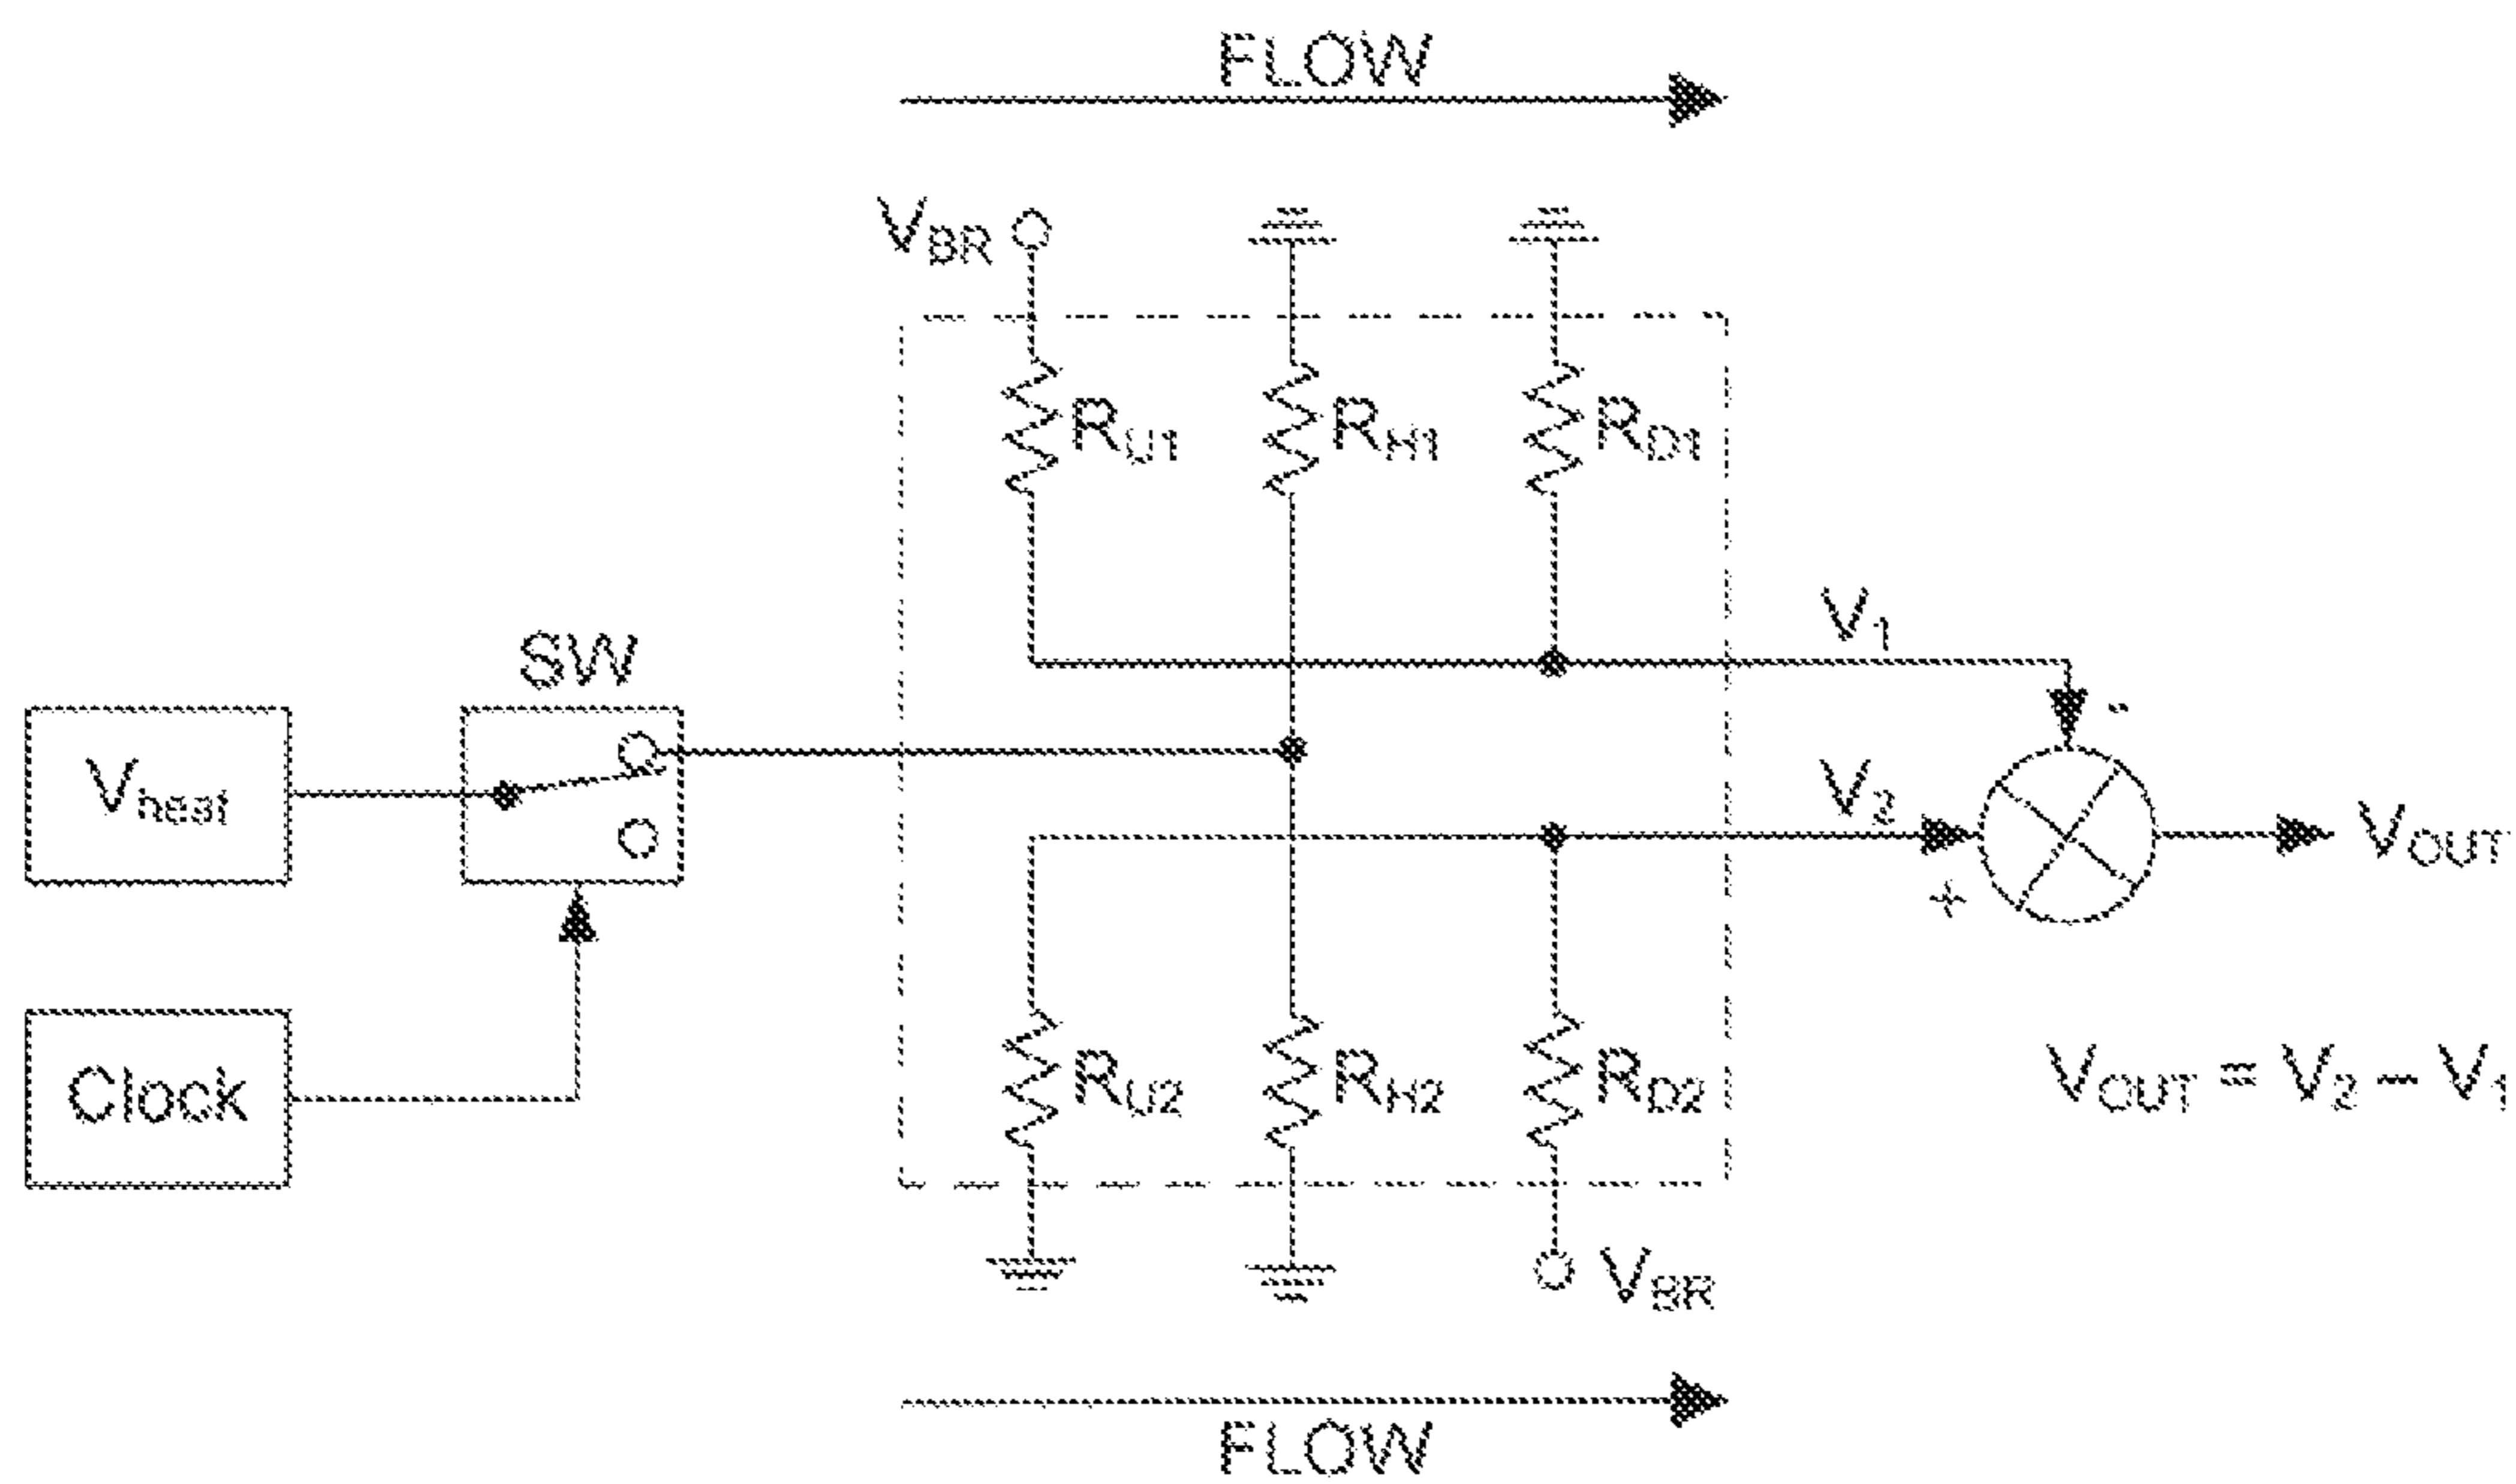 FLOW
VBR
RU1
RH1
RD1
V1
SW
-
Vheat
V2
VOUT
+
Clock
RU2
RH2
RD2
VOUT = V2 – V1
VBR
FLOW